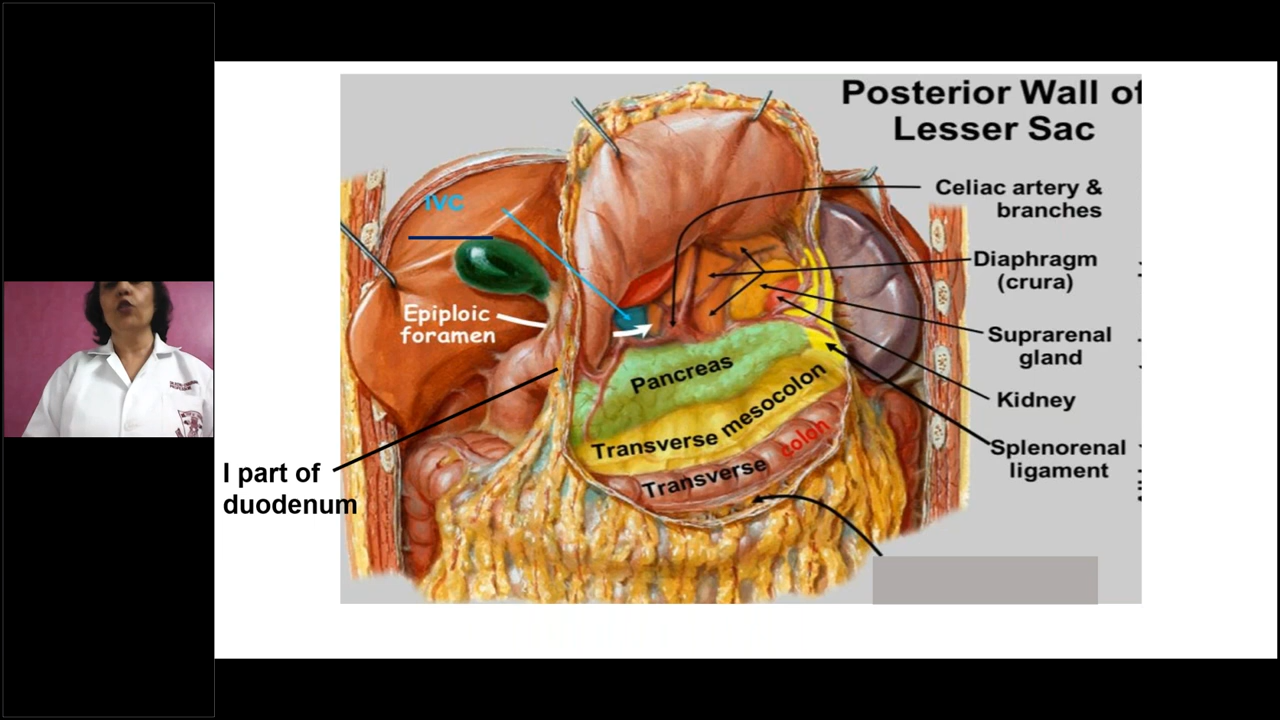 Posterior Wall of
Lesser Sac
Celiac artery &
branches
IVC
Diaphragm
(crura)
Epiploic
foramen
Suprarenal
gland
Pancreas
Kidney
Transverse mesocolon
Splenorenal
ligament
Transverse colon
I part of
duodenum